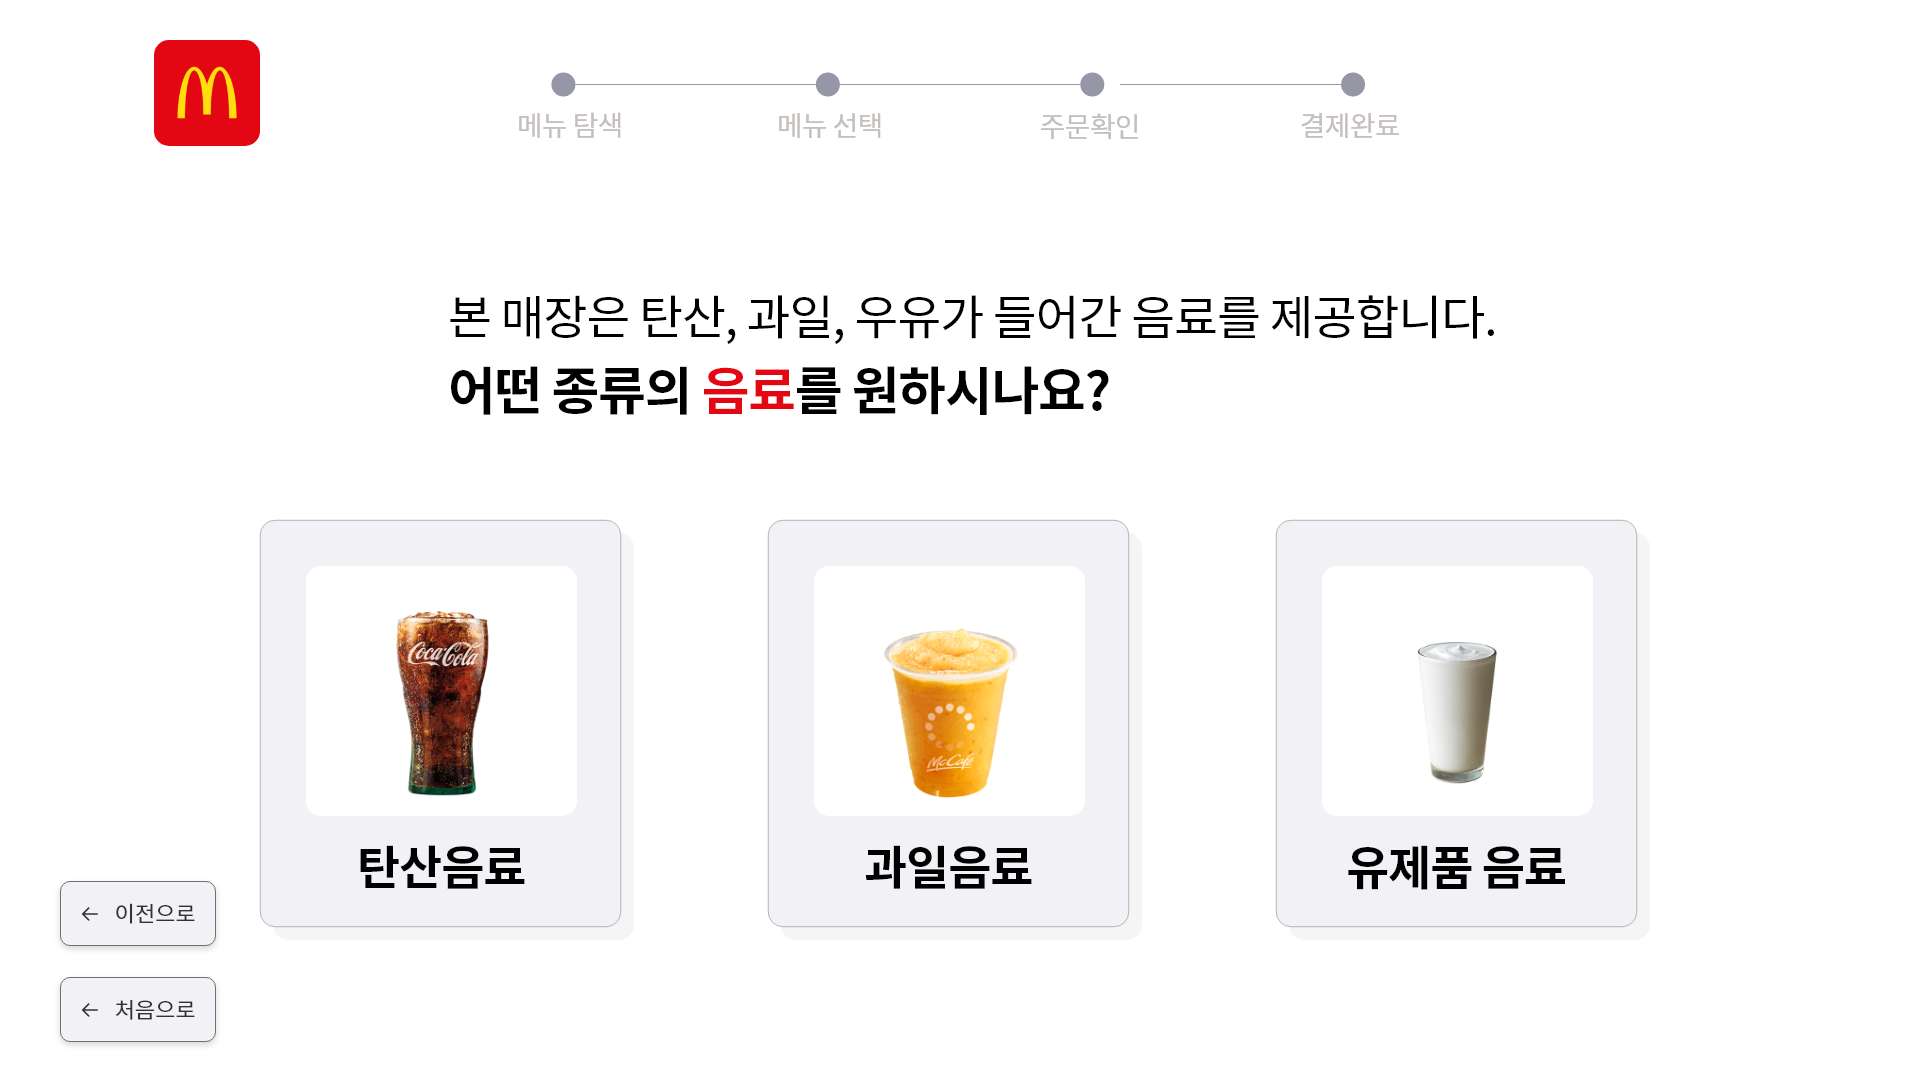 메뉴 탐색
메뉴 선택
주문확인
결제완료
본 매장은 탄산, 과일, 우유가 들어간 음료를 제공합니다.
어떤 종류의 음료를 원하시나요?
Coca-Cola
McCafé
탄산음료
과일음료
유제품 음료
← 이전으로
← 처음으로